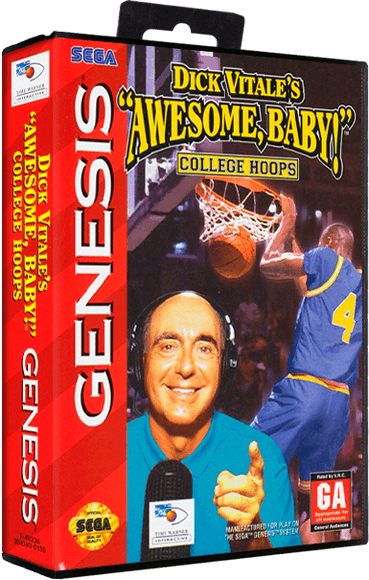 SEGA
DICK VITALE'S
"AWESOME, BABY!"
COLLEGE HOOPS
GENESIS
4
Rated by V.R.C.
GA
Appropriate for
all audiences
General Audiences
MANUFACTURED FOR PLAY ON
THE SEGA™ GENESIS™ SYSTEM
OFFICIAL
SEGA
SEAL OF
QUALITY
TIME WARNER
INTERACTIVE
TIME WARNER
INTERACTIVE
DICK VITALE'S
"AWESOME, BABY!"
COLLEGE HOOPS
GENESIS